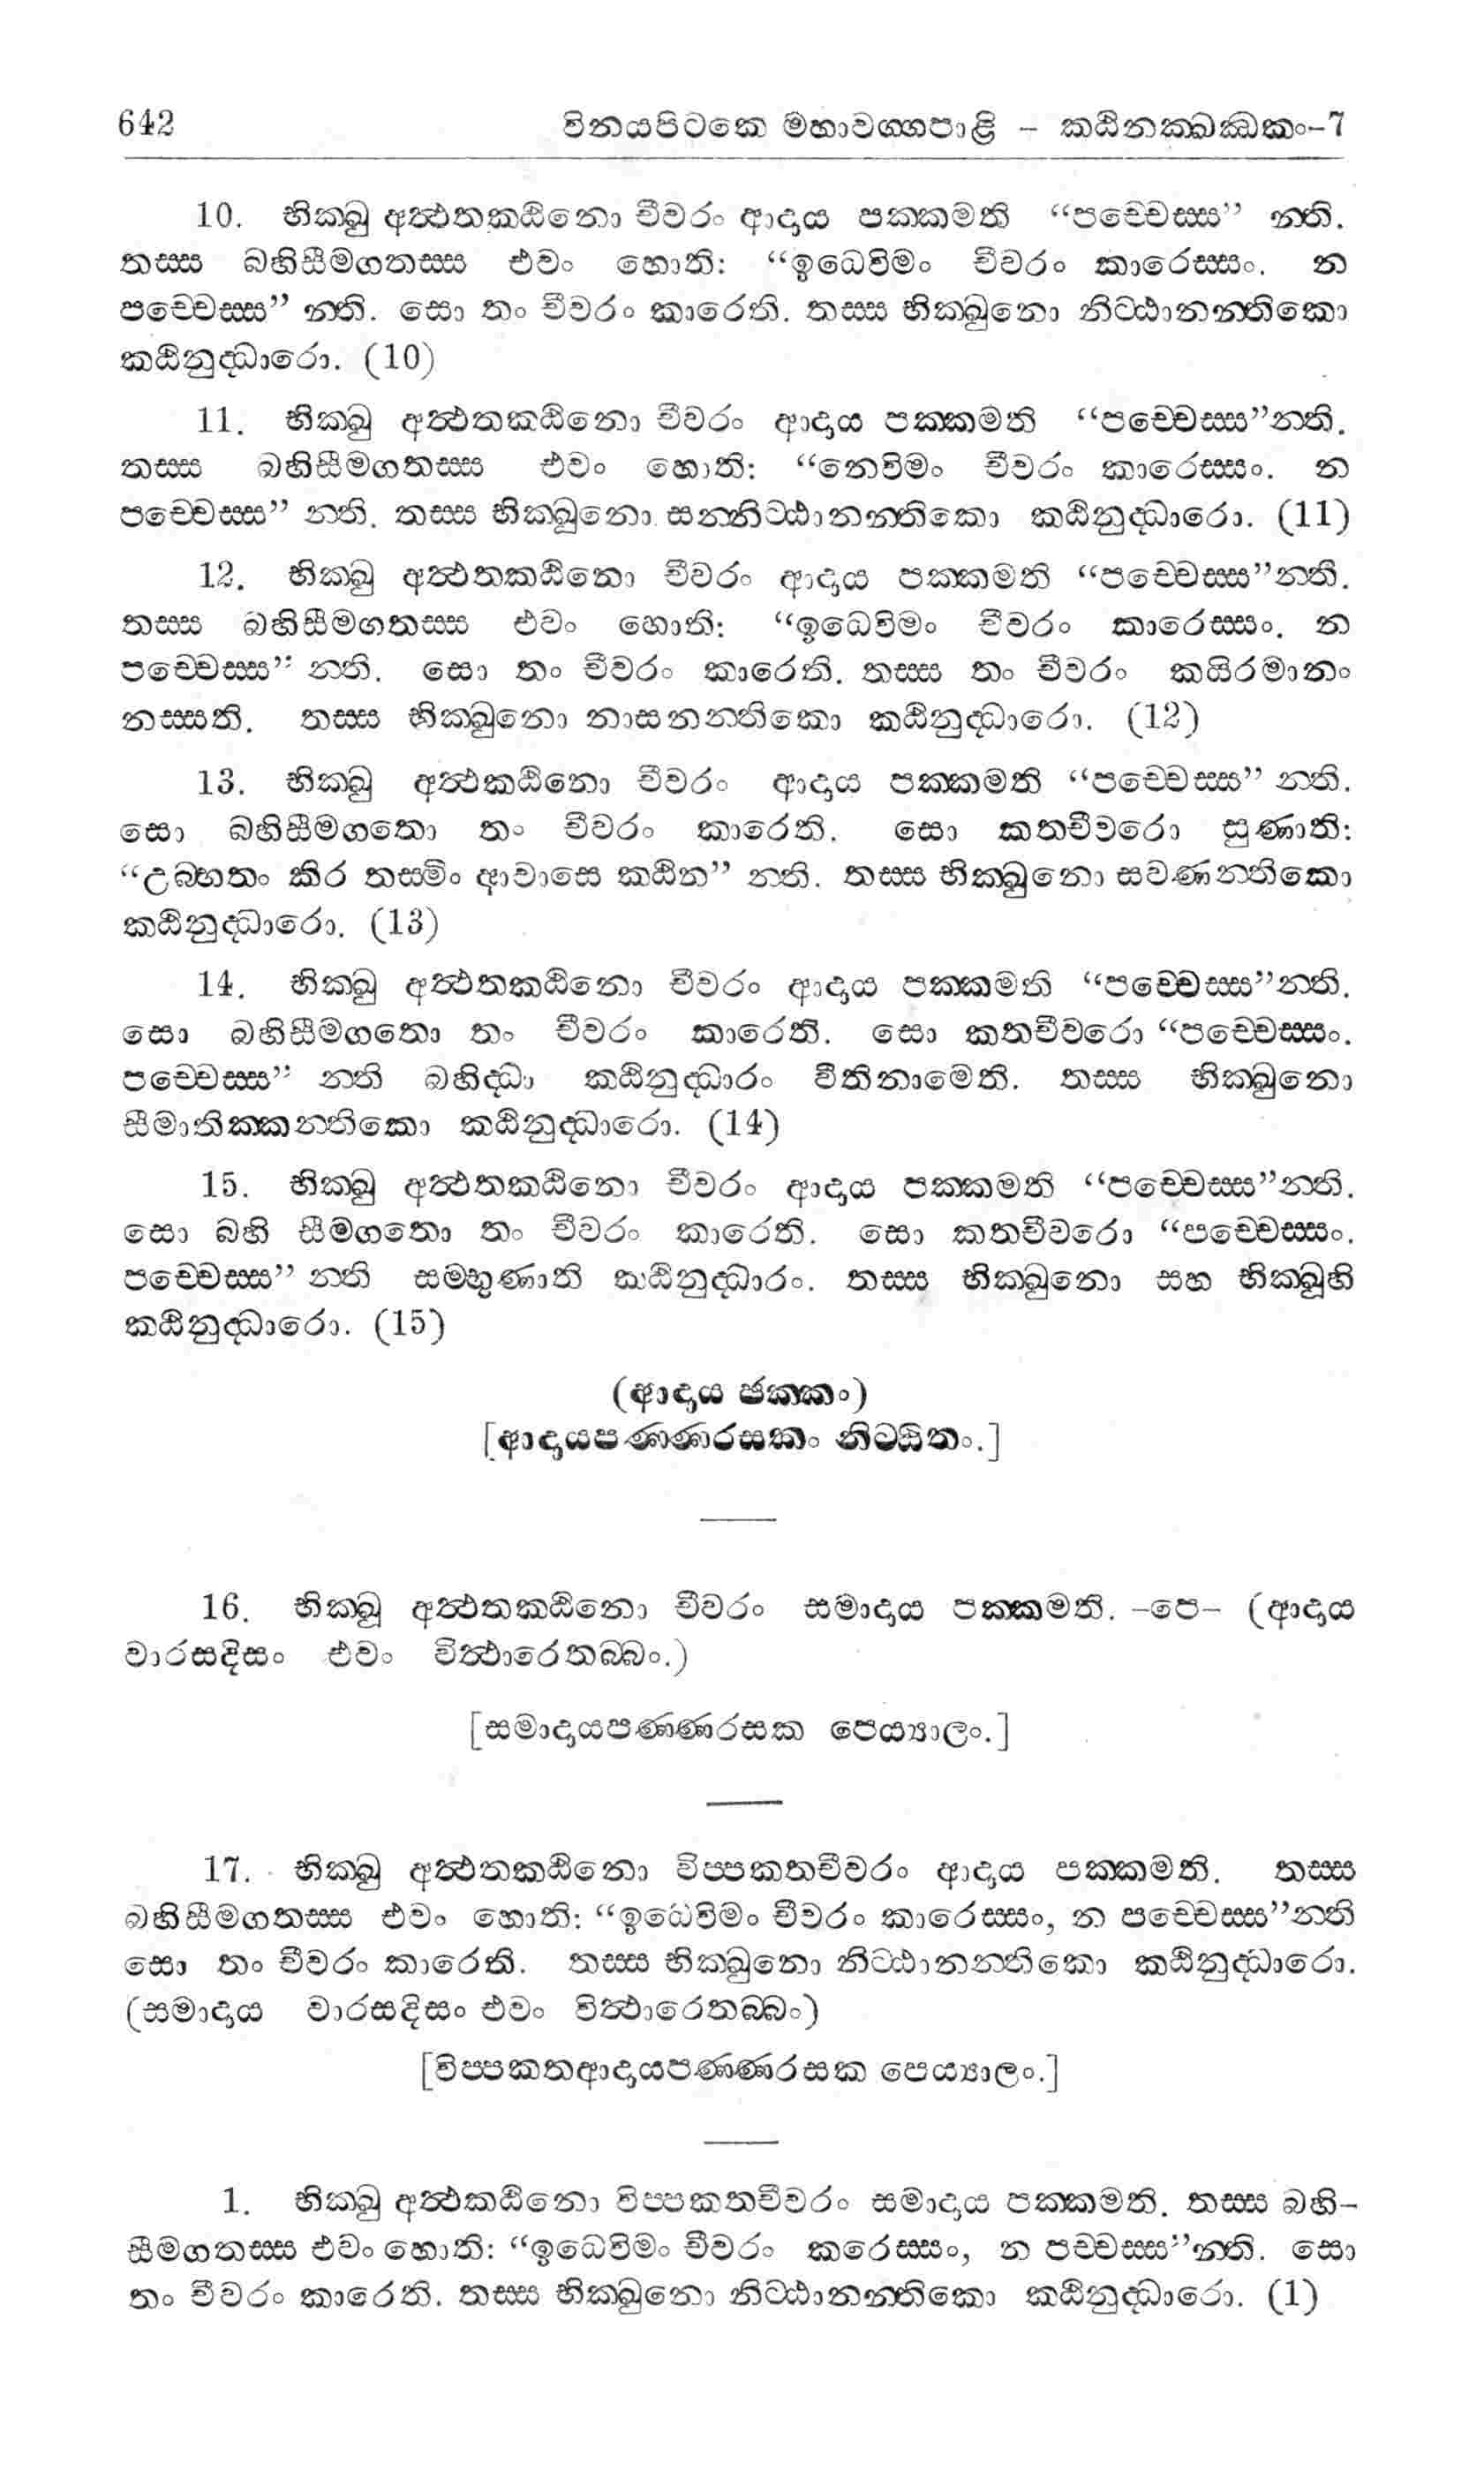 642 විනයපිටකෙ මහාවග්ගපාළි – කඨිනක්ඛන්ධකං–7
10. භික්ඛු අත්ථතකඨිනො චීවරං ආදාය පක්කමති “පච්චෙස්ස” න්ති.
තස්ස බහිසීමගතස්ස එවං හොති: “ඉධෙවිමං චීවරං කාරෙස්සං. න
පච්චෙස්ස” න්ති. සො තං චීවරං කාරෙති. තස්ස භික්ඛුනො නිට්ඨානන්තිකො
කඨිනුද්ධාරො. (10)
11. භික්ඛු අත්ථතකඨිනො චීවරං ආදාය පක්කමති “පච්චෙස්ස”න්ති.
තස්ස බහිසීමගතස්ස එවං හොති: “නෙවිමං චීවරං කාරෙස්සං. න
පච්චෙස්ස” න්ති. තස්ස භික්ඛුනො සන්නිට්ඨානන්තිකො කඨිනුද්ධාරො. (11)
12. භික්ඛු අත්ථතකඨිනො චීවරං ආදාය පක්කමති “පච්චෙස්ස”න්ති.
තස්ස බහිසීමගතස්ස එවං හොති: “ඉධෙවිමං චීවරං කාරෙස්සං. න
පච්චෙස්ස” න්ති. සො තං චීවරං කාරෙති. තස්ස තං චීවරං කයිරමානං
නස්සති. තස්ස භික්ඛුනො නාසනන්තිකො කඨිනුද්ධාරො. (12)
13. භික්ඛු අත්ථකඨිනො චීවරං ආදාය පක්කමති “පච්චෙස්ස” න්ති.
සො බහිසීමගතො තං චීවරං කාරෙති. සො කතචීවරො සුණාති:
“උබ්භතං කිර තස්මිං ආවාසෙ කඨින” න්ති. තස්ස භික්ඛුනො සවණන්තිකො
කඨිනුද්ධාරො. (13)
14. භික්ඛු අත්ථතකඨිනො චීවරං ආදාය පක්කමති “පච්චෙස්ස”න්ති.
සො බහිසීමගතො තං චීවරං කාරෙති. සො කතචීවරො “පච්චෙස්සං.
පච්චෙස්ස” න්ති බහිද්ධා කඨිනුද්ධාරං වීතිනාමෙති. තස්ස භික්ඛුනො
සීමාතික්කන්තිකො කඨිනුද්ධාරො. (14)
15. භික්ඛු අත්ථතකඨිනො චීවරං ආදාය පක්කමති “පච්චෙස්ස”න්ති.
සො බහි සීමගතො තං චීවරං කාරෙති. සො කතචීවරො “පච්චෙස්සං.
පච්චෙස්ස” න්ති සම්භුණාති කඨිනුද්ධාරං. තස්ස භික්ඛුනො සහ භික්ඛූහි
කඨිනුද්ධාරො. (15)
(ආදාය ඡක්කං)
[ආදායපණ්ණරසකං නිට්ඨිතං.]
16. භික්ඛූ අත්ථතකඨිනො චීවරං සමාදාය පක්කමති. –පෙ– (ආදාය
වාරසදිසං එවං විත්ථාරෙතබ්බං.)
[සමාදායපණ්ණරසක පෙය්‍යාලං.]
17. භික්ඛු අත්ථතකඨිනො විප්පකතචීවරං ආදාය පක්කමති. තස්ස
බහිසීමගතස්ස එවං හොති: “ඉධෙවිමං චීවරං කාරෙස්සං, න පච්චෙස්ස”න්ති
සො තං චීවරං කාරෙති. තස්ස භික්ඛුනො නිට්ඨානන්තිකො කඨිනුද්ධාරො.
(සමාදාය වාරසදිසං එවං විත්ථාරෙතබ්බං)
[විප්පකතආදායපණ්ණරසක පෙය්‍යාලං.]
1. භික්ඛු අත්ථකඨිනො විප්පකතචීවරං සමාදාය පක්කමති. තස්ස බහි–
සීමගතස්ස එවං හොති: “ඉධෙවිමං චීවරං කරෙස්සං, න පච්චස්ස”න්ති. සො
තං චීවරං කාරෙති. තස්ස භික්ඛුනො නිට්ඨානන්තිකො කඨිනුද්ධාරො. (1)